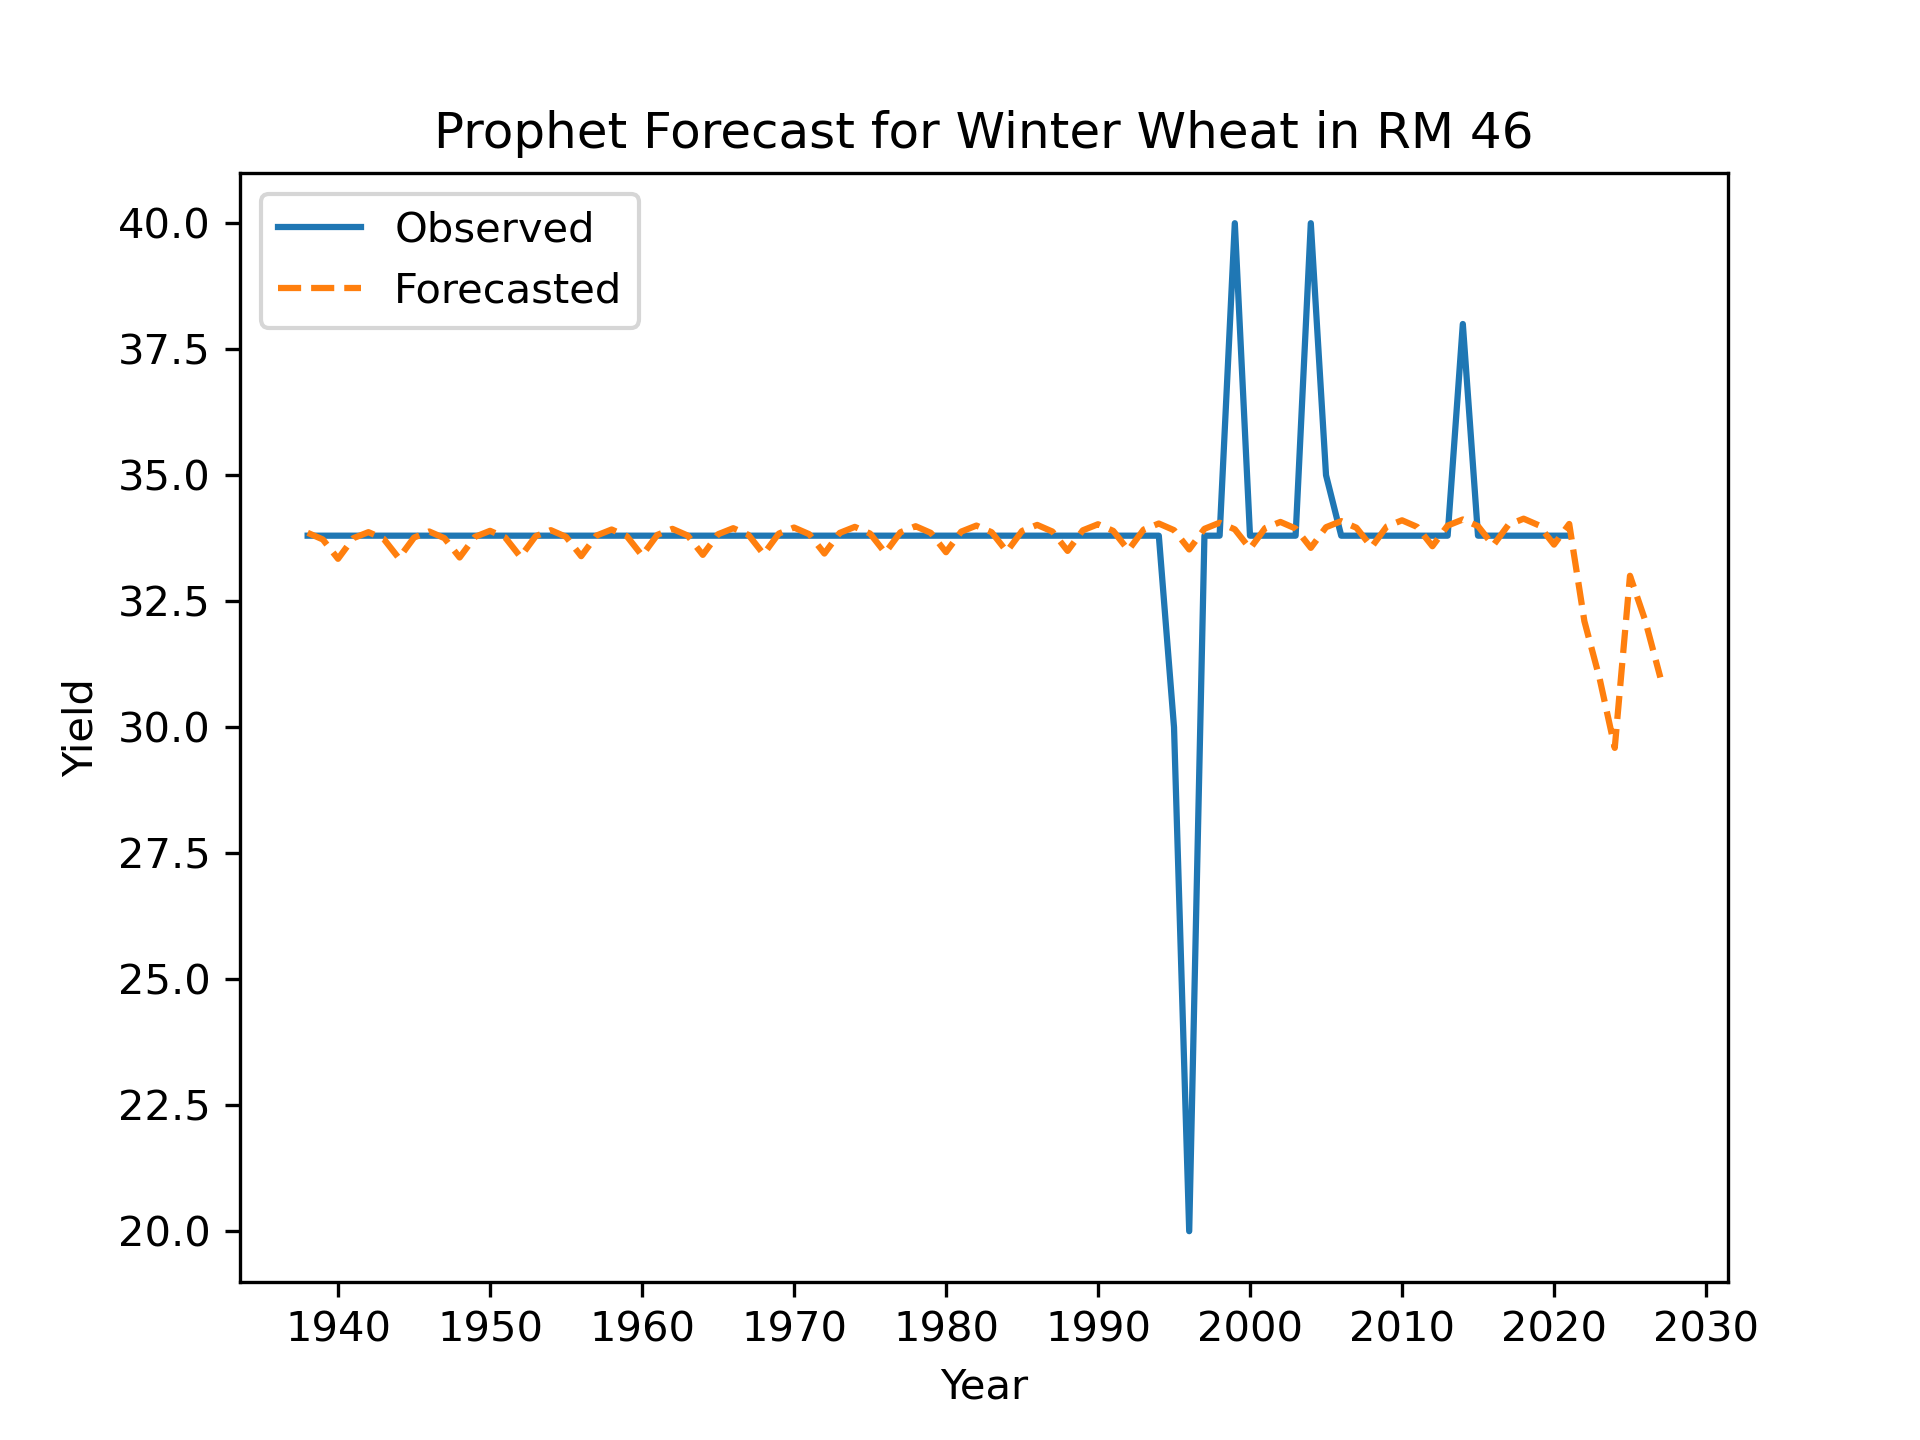 Prophet Forecast for Winter Wheat in RM 46
Observed
Forecasted
40.0
37.5
35.0
32.5
30.0
27.5
25.0
22.5
20.0
Yield
1940 1950 1960 1970 1980 1990 2000 2010 2020 2030
Year